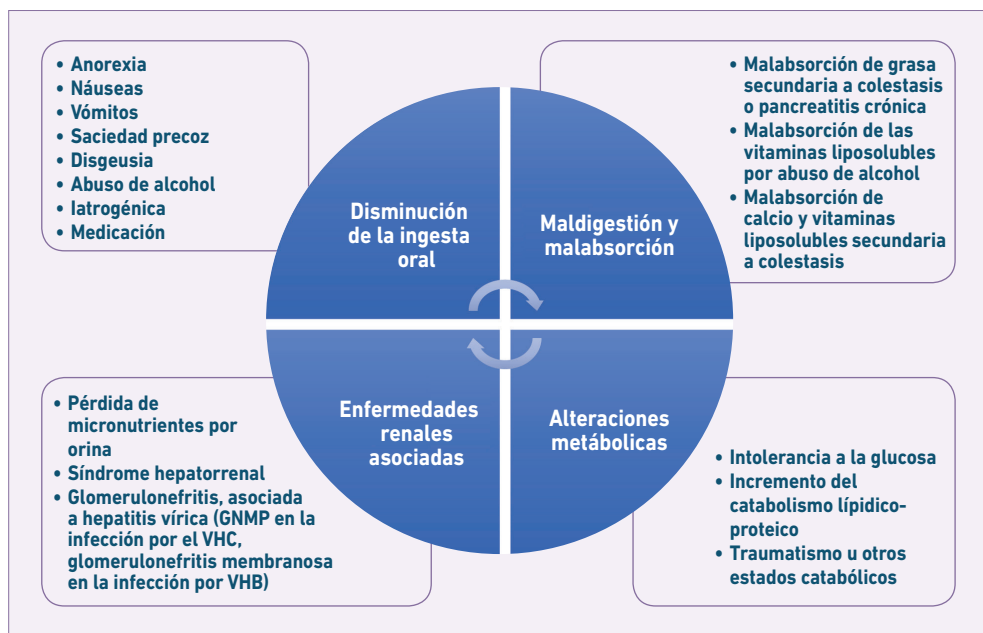 • Anorexia
• Náuseas
• Vómitos
• Saciedad precoz
• Disgeusia
• Abuso de alcohol
• Iatrogénica
• Medicación
Disminución
de la ingesta
oral
• Malabsorción de grasa
secundaria a colestasis
o pancreatitis crónica
• Malabsorción de las
vitaminas liposolubles
por abuso de alcohol
• Malabsorción de
calcio y vitaminas
liposolubles secundaria
a colestasis
Maldigestión y
malabsorción
• Pérdida de
micronutrientes por
orina
• Síndrome hepatorrenal
• Glomerulonefritis, asociada
a hepatitis vírica (GNMP en la
infección por el VHC,
glomerulonefritis membranosa
en la infección por VHB)
Enfermedades
renales
asociadas
Alteraciones
metábolicas
• Intolerancia a la glucosa
• Incremento del
catabolismo lipídico-
proteico
• Traumatismo u otros
estados catabólicos